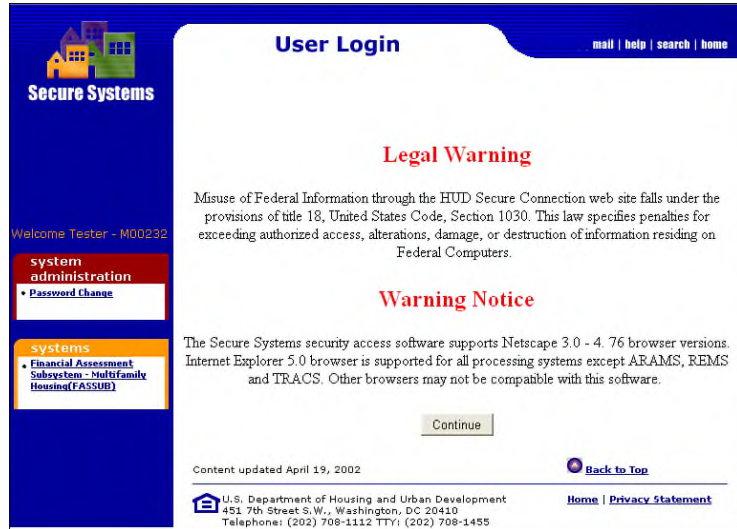 User Login
mail | help | search | home
Secure Systems
Welcome Tester - M00232
system
administration
• Password Change
systems
• Financial Assessment
Subsystem - Multifamily
Housing(FASSUB)
Legal Warning
Misuse of Federal Information through the HUD Secure Connection web site falls under the
provisions of title 18, United States Code, Section 1030. This law specifies penalties for
exceeding authorized access, alterations, damage, or destruction of information residing on
Federal Computers.
Warning Notice
The Secure Systems security access software supports Netscape 3.0 - 4. 76 browser versions.
Internet Explorer 5.0 browser is supported for all processing systems except ARAMS, REMS
and TRACS. Other browsers may not be compatible with this software.
Continue
Content updated April 19, 2002
Back to Top
U.S. Department of Housing and Urban Development
451 7th Street S.W., Washington, DC 20410
Telephone: (202) 708-1112 TTY: (202) 708-1455
Home | Privacy Statement